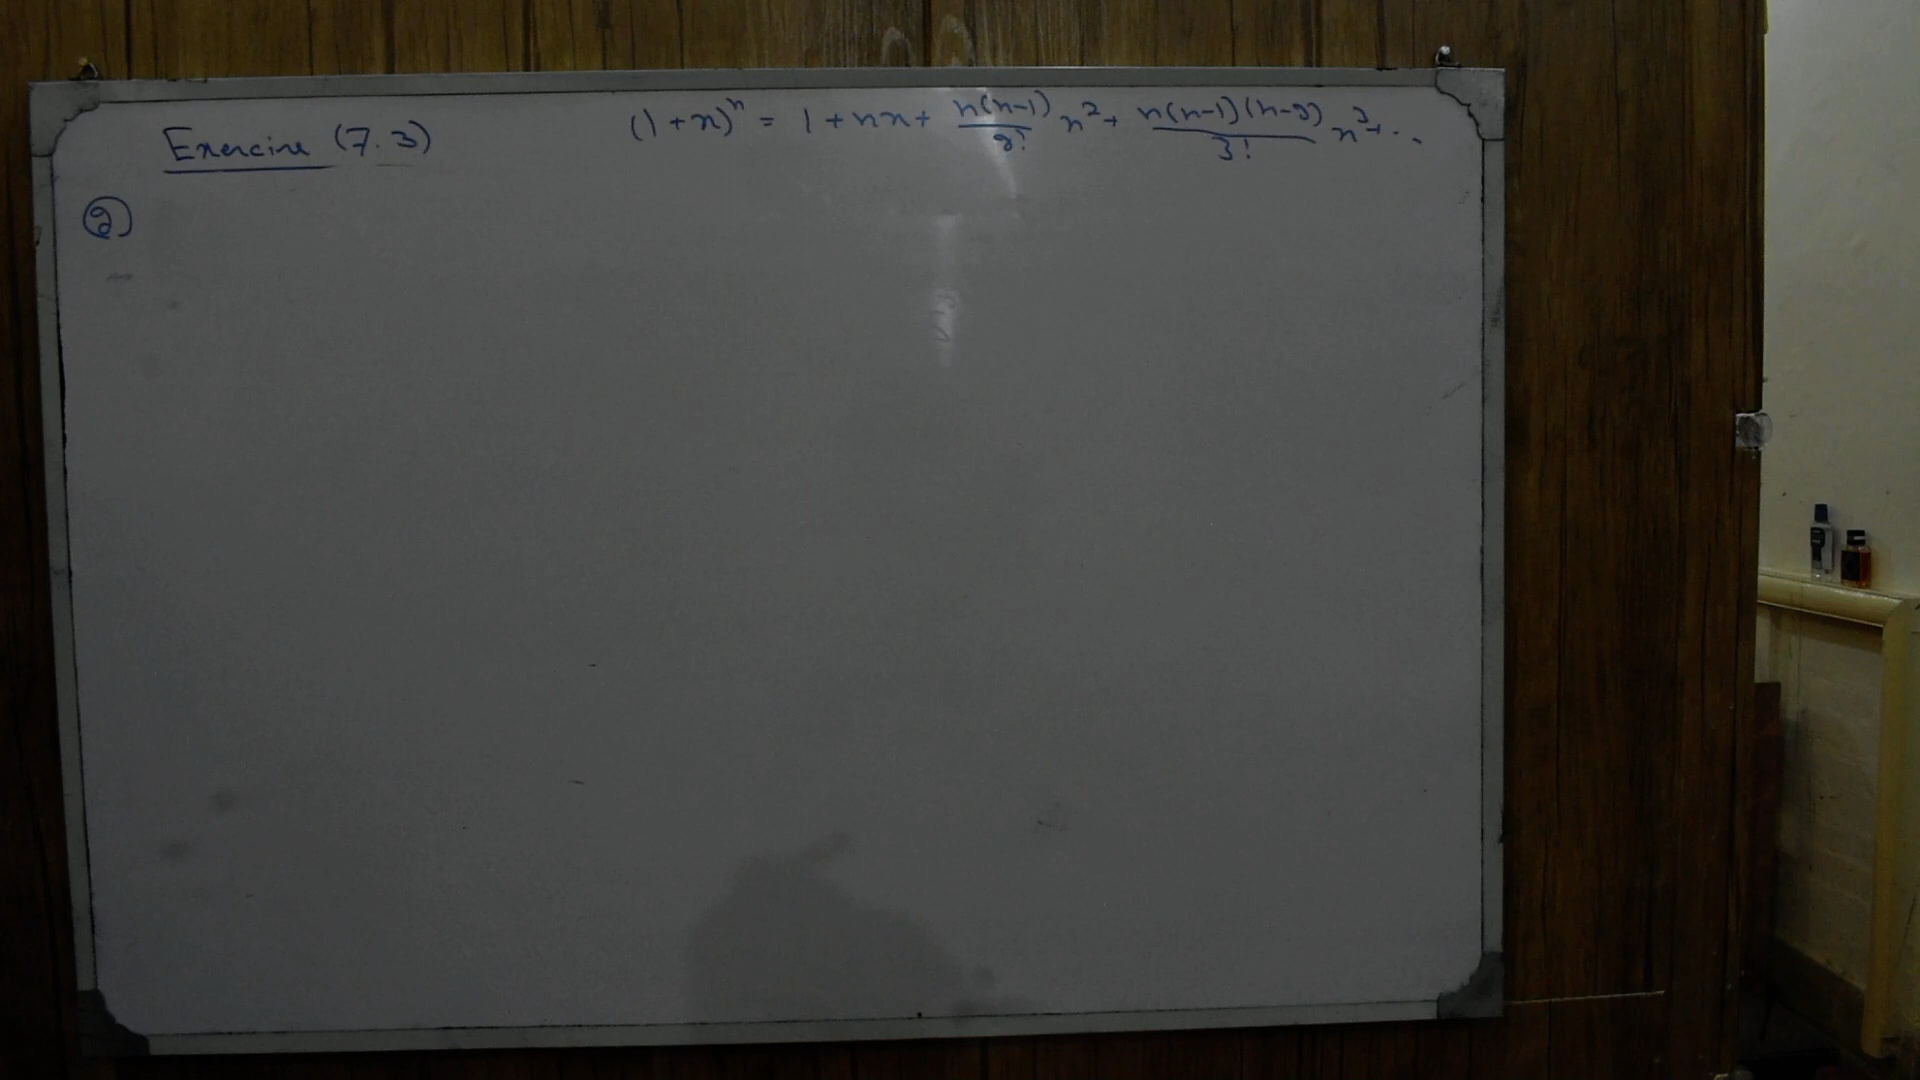 Exercise (7.3)
(1+x)^n = 1 + nx + n(n-1)/2! x^2 + n(n-1)(n-2)/3! x^3 + ...
②